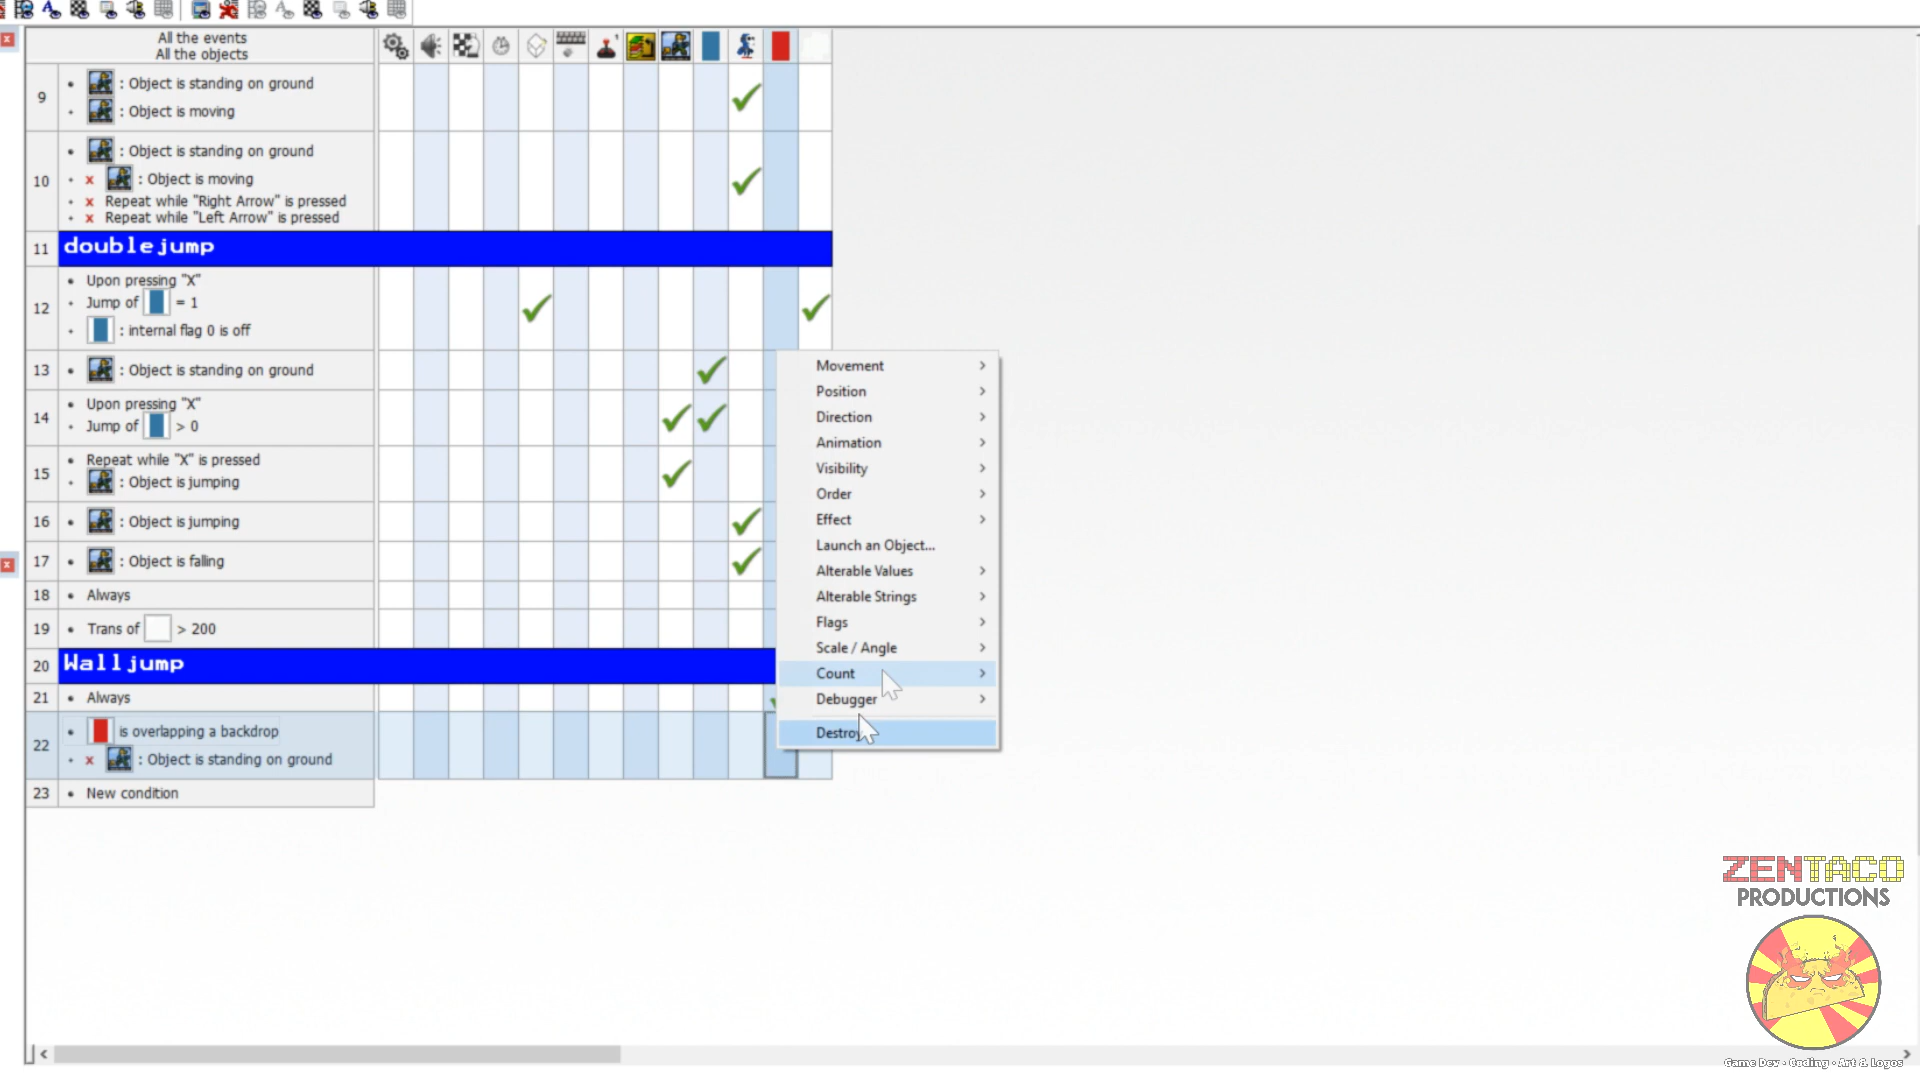 All the events
All the objects
9
: Object is standing on ground
: Object is moving
10
: Object is standing on ground
x : Object is moving
x Repeat while "Right Arrow" is pressed
x Repeat while "Left Arrow" is pressed
11
doublejump
12
Upon pressing "X"
Jump of = 1
: internal flag 0 is off
13
: Object is standing on ground
14
Upon pressing "X"
Jump of > 0
15
Repeat while "X" is pressed
: Object is jumping
16
: Object is jumping
17
: Object is falling
18
Always
19
Trans of > 200
20
Walljump
21
Always
22
is overlapping a backdrop
x : Object is standing on ground
23
New condition
Movement
Position
Direction
Animation
Visibility
Order
Effect
Launch an Object...
Alterable Values
Alterable Strings
Flags
Scale / Angle
Count
Debugger
Destroy
ZENTACO
PRODUCTIONS
Game Dev - Coding - Art & Logos